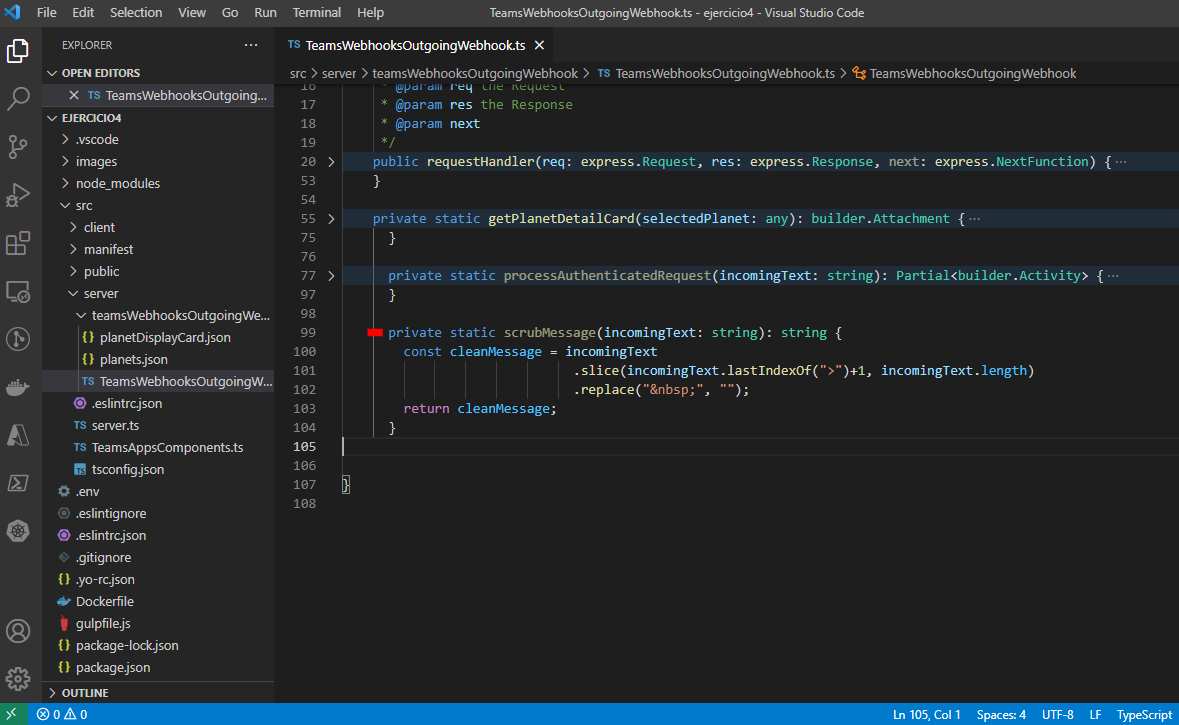 File Edit Selection View Go Run Terminal Help TeamsWebhooksOutgoingWebhook.ts - ejercicio4 - Visual Studio Code
EXPLORER ...
OPEN EDITORS
TS TeamsWebhooksOutgoing...
EJERCICIO4
.vscode
images
node_modules
src
client
manifest
public
server
teamsWebhooksOutgoingWe...
{} planetDisplayCard.json
{} planets.json
TS TeamsWebhooksOutgoingW...
.eslintrc.json
TS server.ts
TS TeamsAppsComponents.ts
TS tsconfig.json
.env
.eslintignore
.eslintrc.json
.gitignore
{} .yo-rc.json
Dockerfile
gulpfile.js
{} package-lock.json
{} package.json
OUTLINE
TS TeamsWebhooksOutgoingWebhook.ts
src > server > teamsWebhooksOutgoingWebhook > TS TeamsWebhooksOutgoingWebhook.ts > TeamsWebhooksOutgoingWebhook
16 * @param req the Request
17 * @param res the Response
18 * @param next
19 */
20 > public requestHandler(req: express.Request, res: express.Response, next: express.NextFunction) {...
53 }
54
55 > private static getPlanetDetailCard(selectedPlanet: any): builder.Attachment {...
75 }
76
77 > private static processAuthenticatedRequest(incomingText: string): Partial<builder.Activity> {...
97 }
98
99 private static scrubMessage(incomingText: string): string {
100 const cleanMessage = incomingText
101 .slice(incomingText.lastIndexOf(">")+1, incomingText.length)
102 .replace("&nbsp;", "");
103 return cleanMessage;
104 }
105
106
107 }
108
0 0 Ln 105, Col 1 Spaces: 4 UTF-8 LF TypeScript